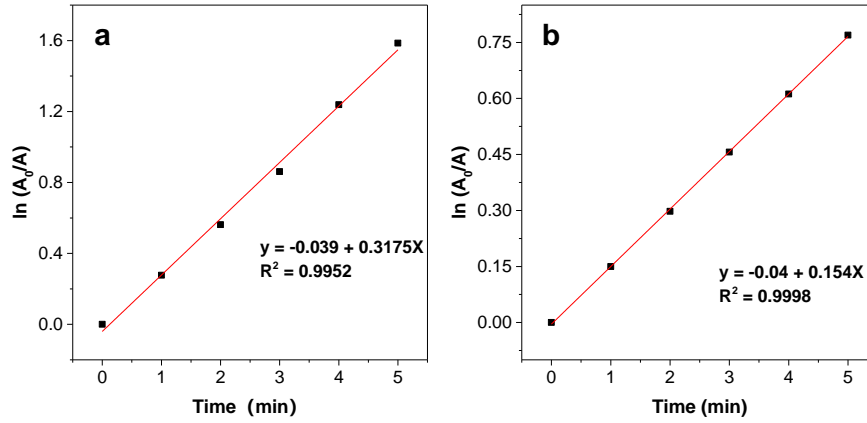 a
1.6
1.2
0.8
0.4
0.0
ln (A₀/A)
y = -0.039 + 0.3175X
R² = 0.9952
0 1 2 3 4 5
Time (min)
b
0.75
0.60
0.45
0.30
0.15
0.00
ln (A₀/A)
y = -0.04 + 0.154X
R² = 0.9998
0 1 2 3 4 5
Time (min)